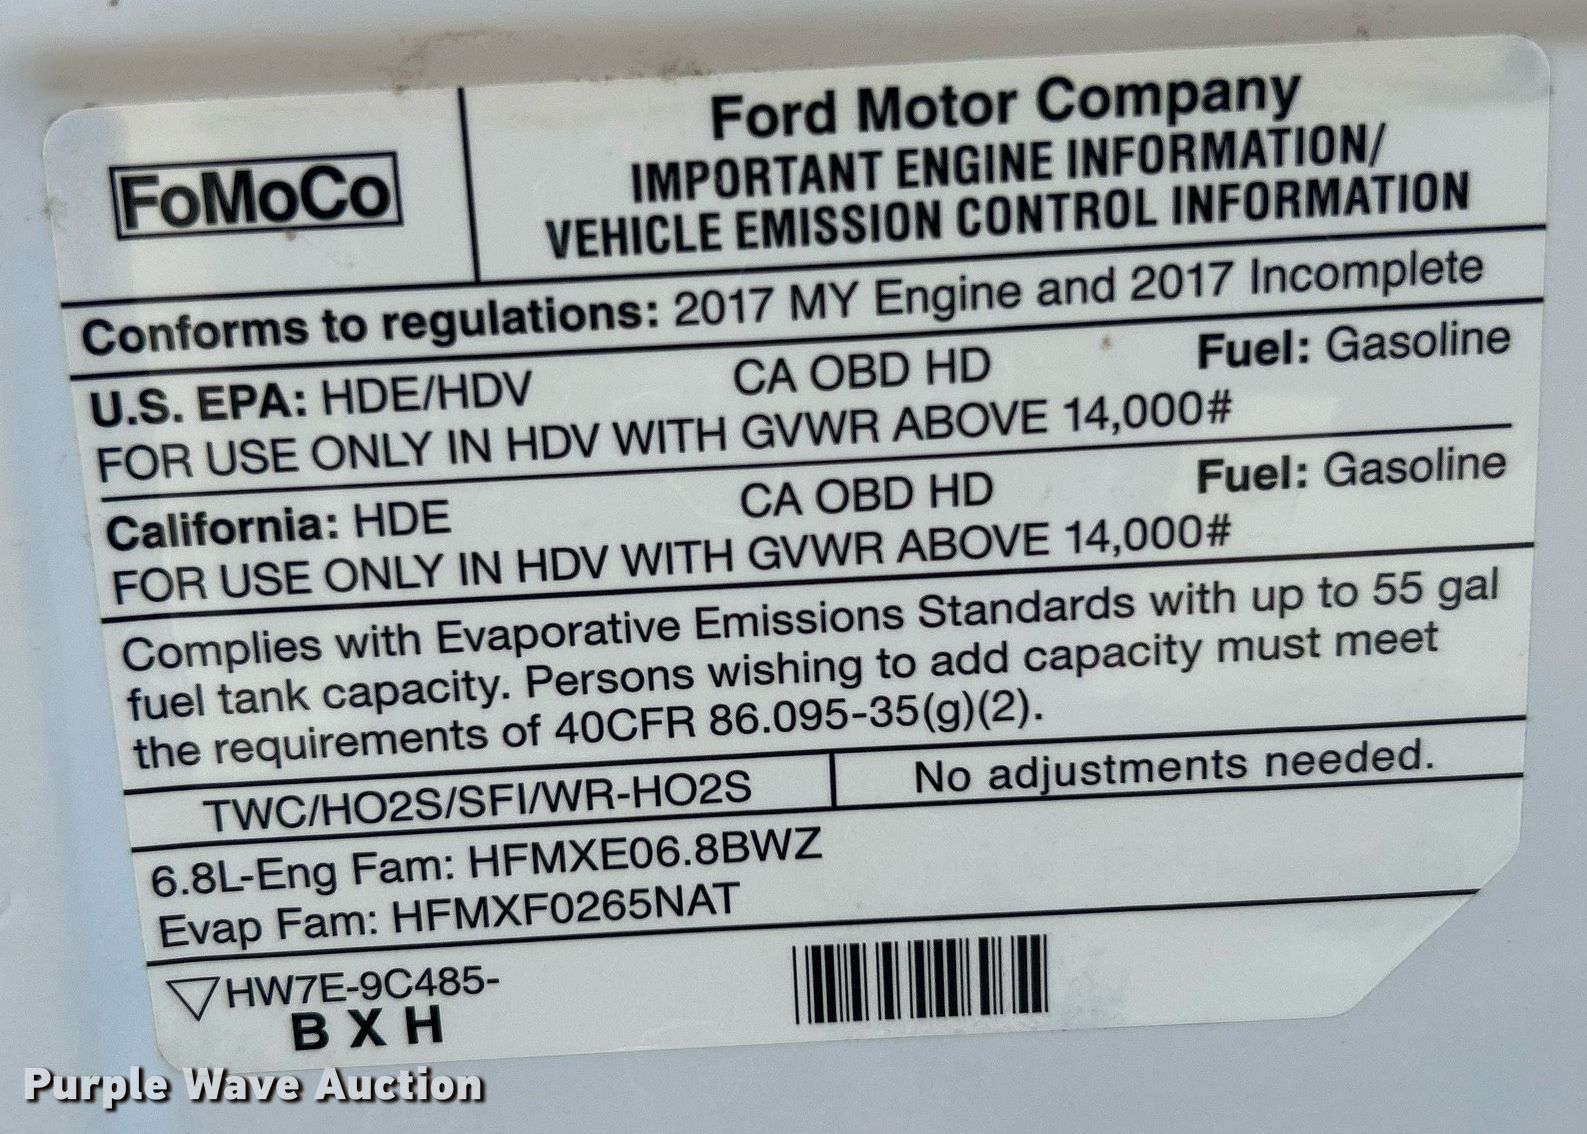 FoMoCo
Ford Motor Company
IMPORTANT ENGINE INFORMATION/
VEHICLE EMISSION CONTROL INFORMATION
Conforms to regulations: 2017 MY Engine and 2017 Incomplete
U.S. EPA: HDE/HDV CA OBD HD Fuel: Gasoline
FOR USE ONLY IN HDV WITH GVWR ABOVE 14,000#
California: HDE CA OBD HD Fuel: Gasoline
FOR USE ONLY IN HDV WITH GVWR ABOVE 14,000#
Complies with Evaporative Emissions Standards with up to 55 gal
fuel tank capacity. Persons wishing to add capacity must meet
the requirements of 40CFR 86.095-35(g)(2).
TWC/HO2S/SFI/WR-HO2S No adjustments needed.
6.8L-Eng Fam: HFMXE06.8BWZ
Evap Fam: HFMXF0265NAT
HW7E-9C485-
B X H
Purple Wave Auction